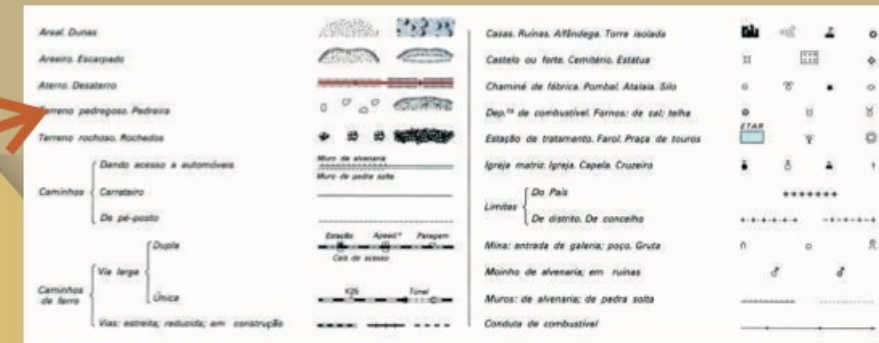 Areal. Dunas
Areeiro. Escarpado
Aterro. Desaterro
Terreno pedregoso. Pedreira
Terreno rochoso. Rochedos
Caminhos
Dando acesso a automóveis
Carreteiro
De pé-posto
Muro de alvenaria
Muro de pedra solta
Caminhos de ferro
Via larga
Dupla
Única
Vias: estreita; reduzida; em construção
Estação Apead.ro Paragem
Cais de acesso
K25 Túnel
Casas. Ruínas. Alfândega. Torre isolada
Castelo ou forte. Cemitério. Estátua
Chaminé de fábrica. Pombal. Atalaia. Silo
Dep.tos de combustível. Fornos: de cal; telha
Estação de tratamento. Farol. Praça de touros
ETAR
Igreja matriz. Igreja. Capela. Cruzeiro
Limites
Do País
De distrito. De concelho
Mina: entrada de galeria; poço. Gruta
Moinho de alvenaria; em ruínas
Muros: de alvenaria; de pedra solta
Conduta de combustível